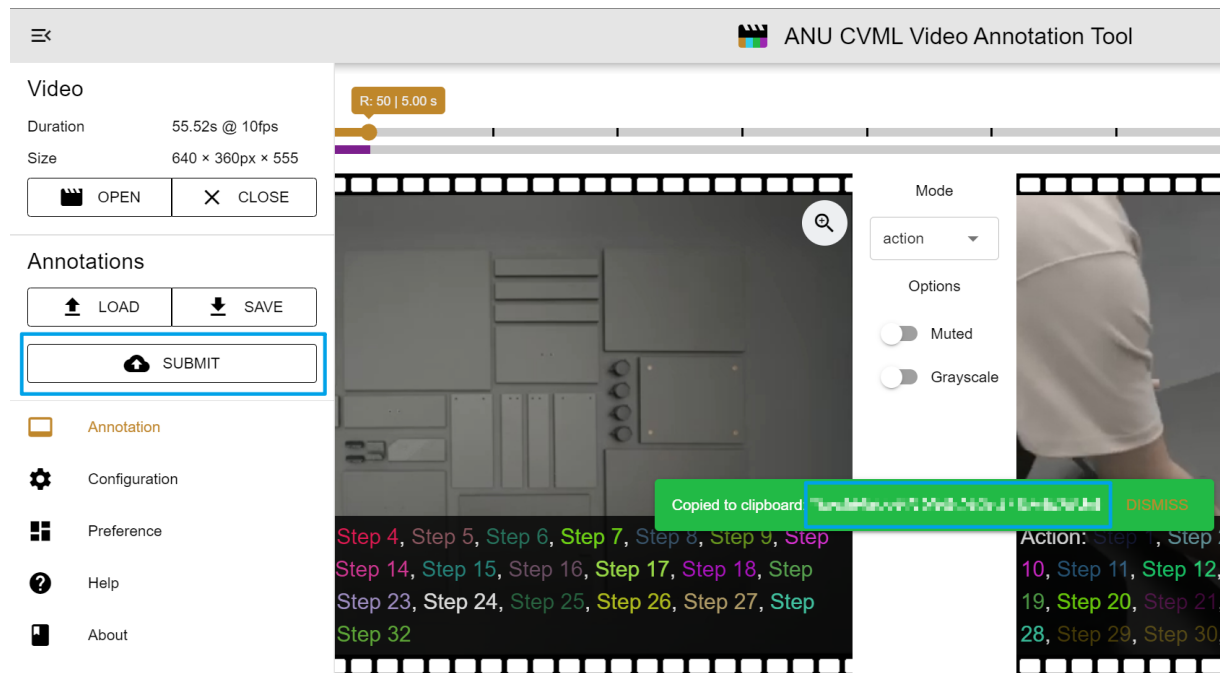 ANU CVML Video Annotation Tool
Video
Duration 55.52s @ 10fps
Size 640 × 360px × 555
OPEN CLOSE
Annotations
LOAD SAVE
SUBMIT
Annotation
Configuration
Preference
Help
About
R: 50 | 5.00 s
Mode
action
Options
Muted
Grayscale
Copied to clipboard: DISMISS
Step 4, Step 5, Step 6, Step 7, Step 8, Step 9, Step
Step 14, Step 15, Step 16, Step 17, Step 18, Step
Step 23, Step 24, Step 25, Step 26, Step 27, Step
Step 32
Action: Step 1, Step
10, Step 11, Step 12,
19, Step 20, Step 21
28, Step 29, Step 30